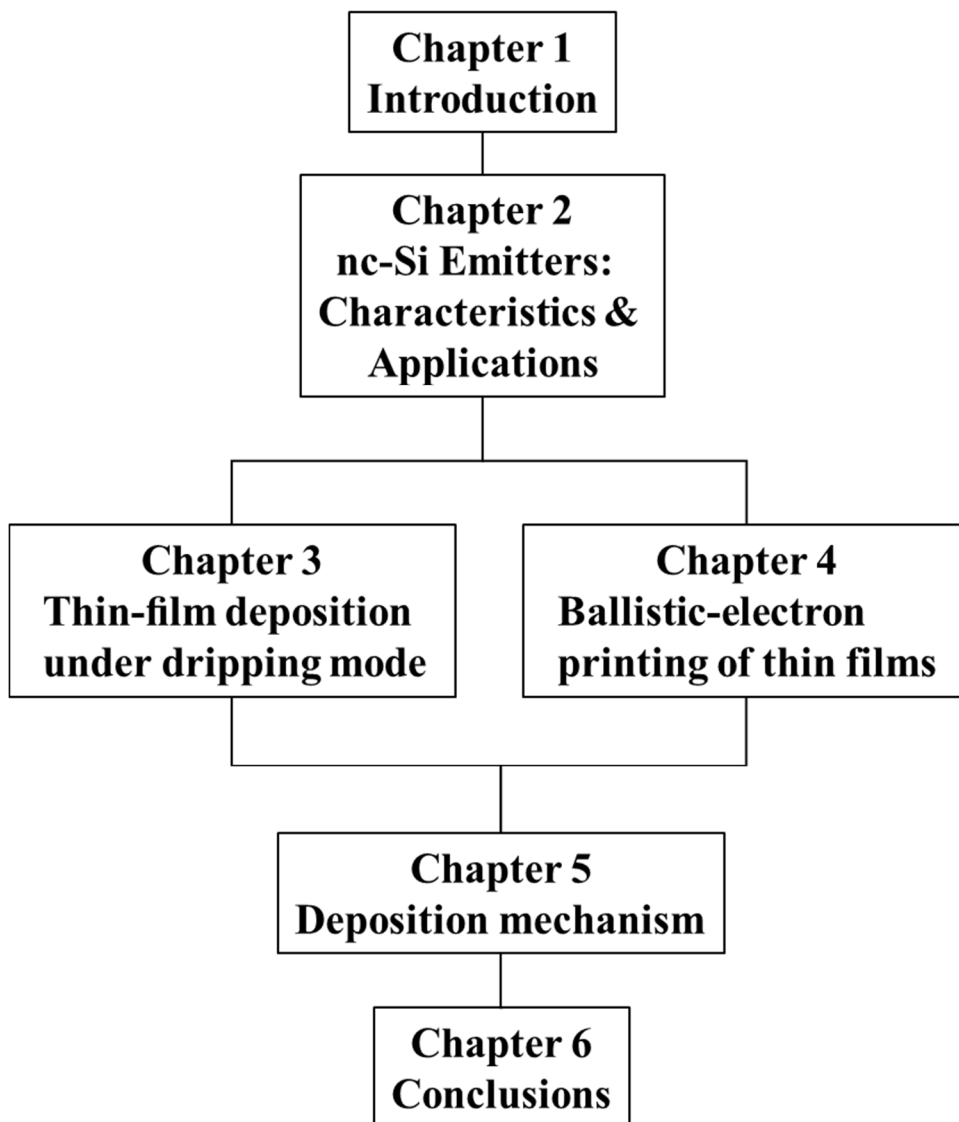 Chapter 1
Introduction
Chapter 2
nc-Si Emitters:
Characteristics &
Applications
Chapter 3
Thin-film deposition
under dripping mode
Chapter 4
Ballistic-electron
printing of thin films
Chapter 5
Deposition mechanism
Chapter 6
Conclusions